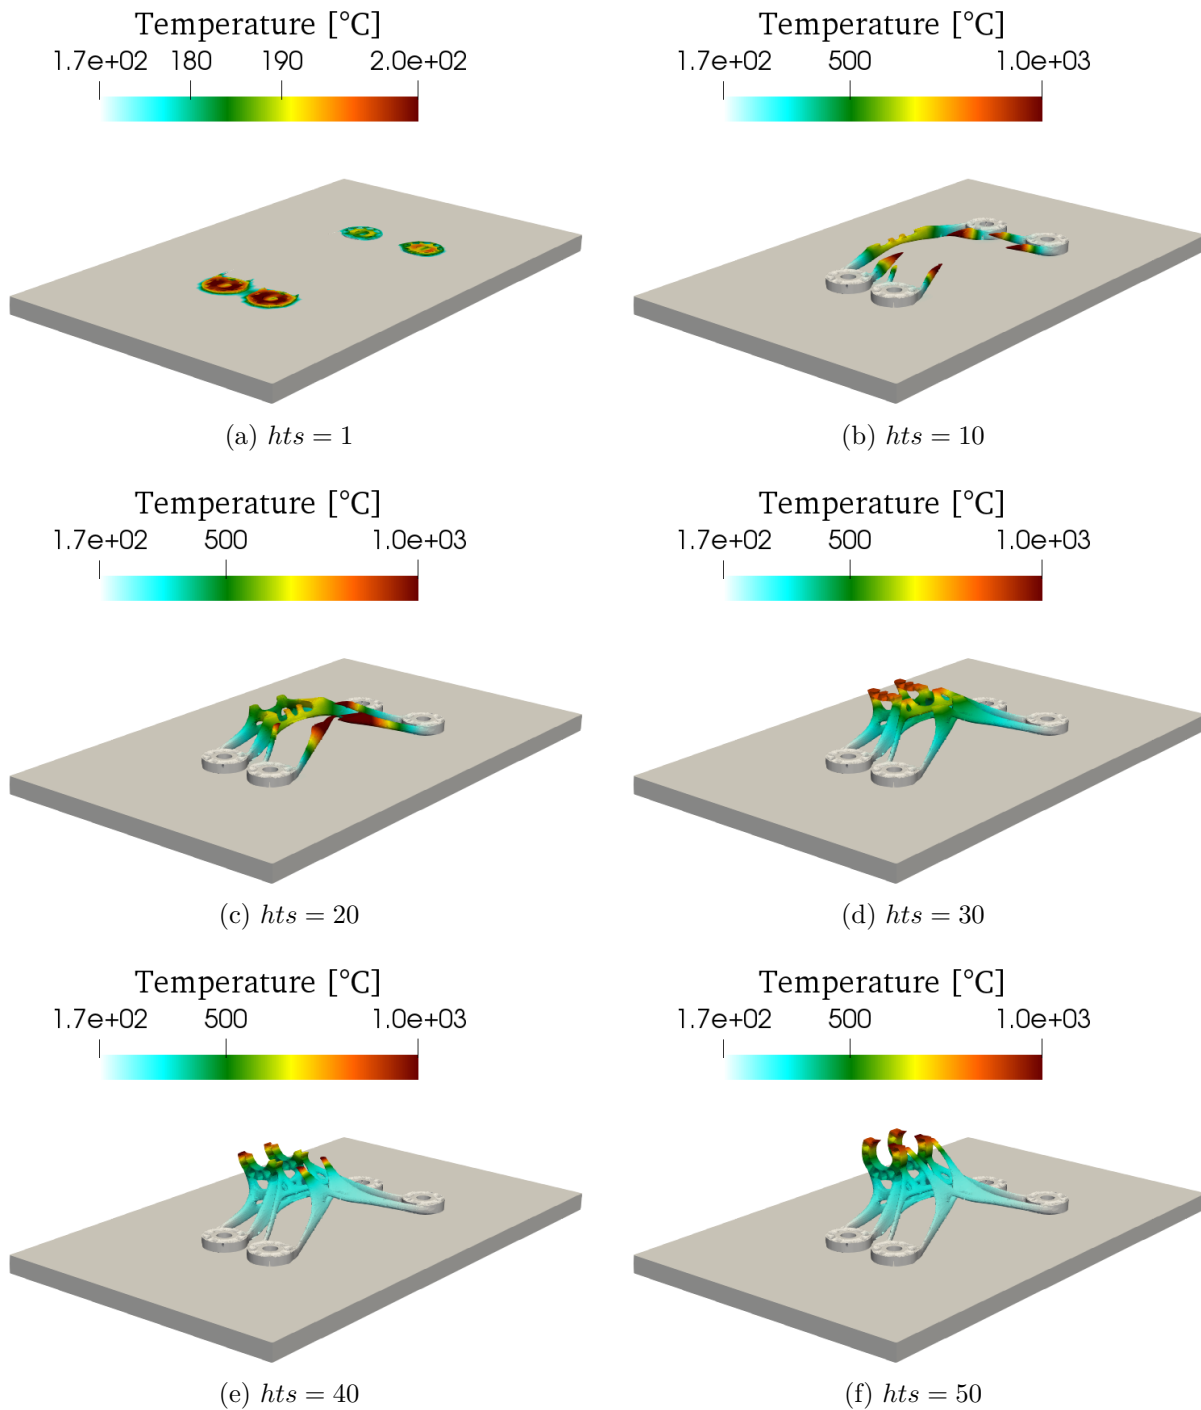 Temperature [°C]
1.7e+02 180 190 2.0e+02
(a) hts = 1
Temperature [°C]
1.7e+02 500 1.0e+03
(b) hts = 10
Temperature [°C]
1.7e+02 500 1.0e+03
(c) hts = 20
Temperature [°C]
1.7e+02 500 1.0e+03
(d) hts = 30
Temperature [°C]
1.7e+02 500 1.0e+03
(e) hts = 40
Temperature [°C]
1.7e+02 500 1.0e+03
(f) hts = 50